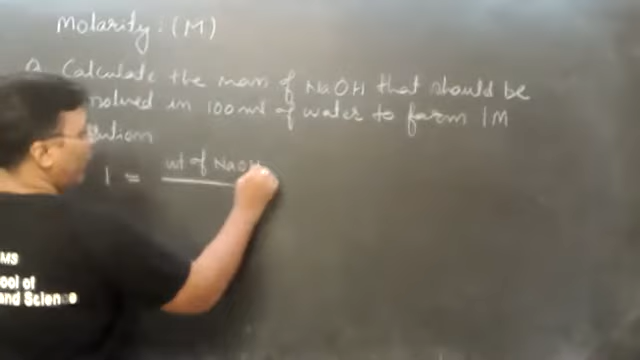 Molarity : (M)
Q. Calculate the mass of NaOH that should be
solved in 100 ml of water to form 1M
1 = wt of NaOH
MS
ool of
and Science